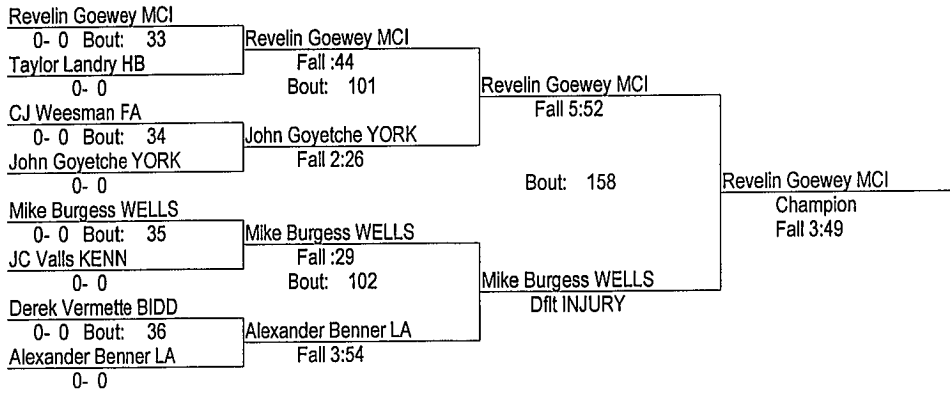 Revelin Goewey MCI
0- 0 Bout: 33
Taylor Landry HB
0- 0
CJ Weesman FA
0- 0 Bout: 34
John Goyetche YORK
0- 0
Mike Burgess WELLS
0- 0 Bout: 35
JC Valls KENN
0- 0
Derek Vermette BIDD
0- 0 Bout: 36
Alexander Benner LA
0- 0
Revelin Goewey MCI
Fall :44
Bout: 101
John Goyetche YORK
Fall 2:26
Mike Burgess WELLS
Fall :29
Bout: 102
Alexander Benner LA
Fall 3:54
Revelin Goewey MCI
Fall 5:52
Bout: 158
Mike Burgess WELLS
Dflt INJURY
Revelin Goewey MCI
Champion
Fall 3:49